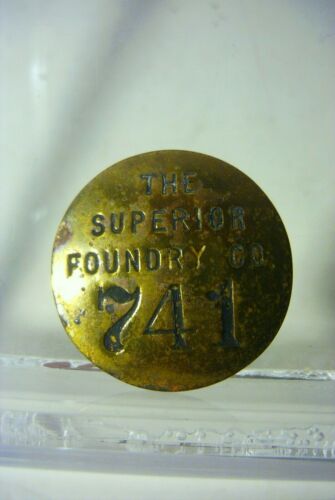 THE
SUPERIOR
FOUNDRY CO.
741